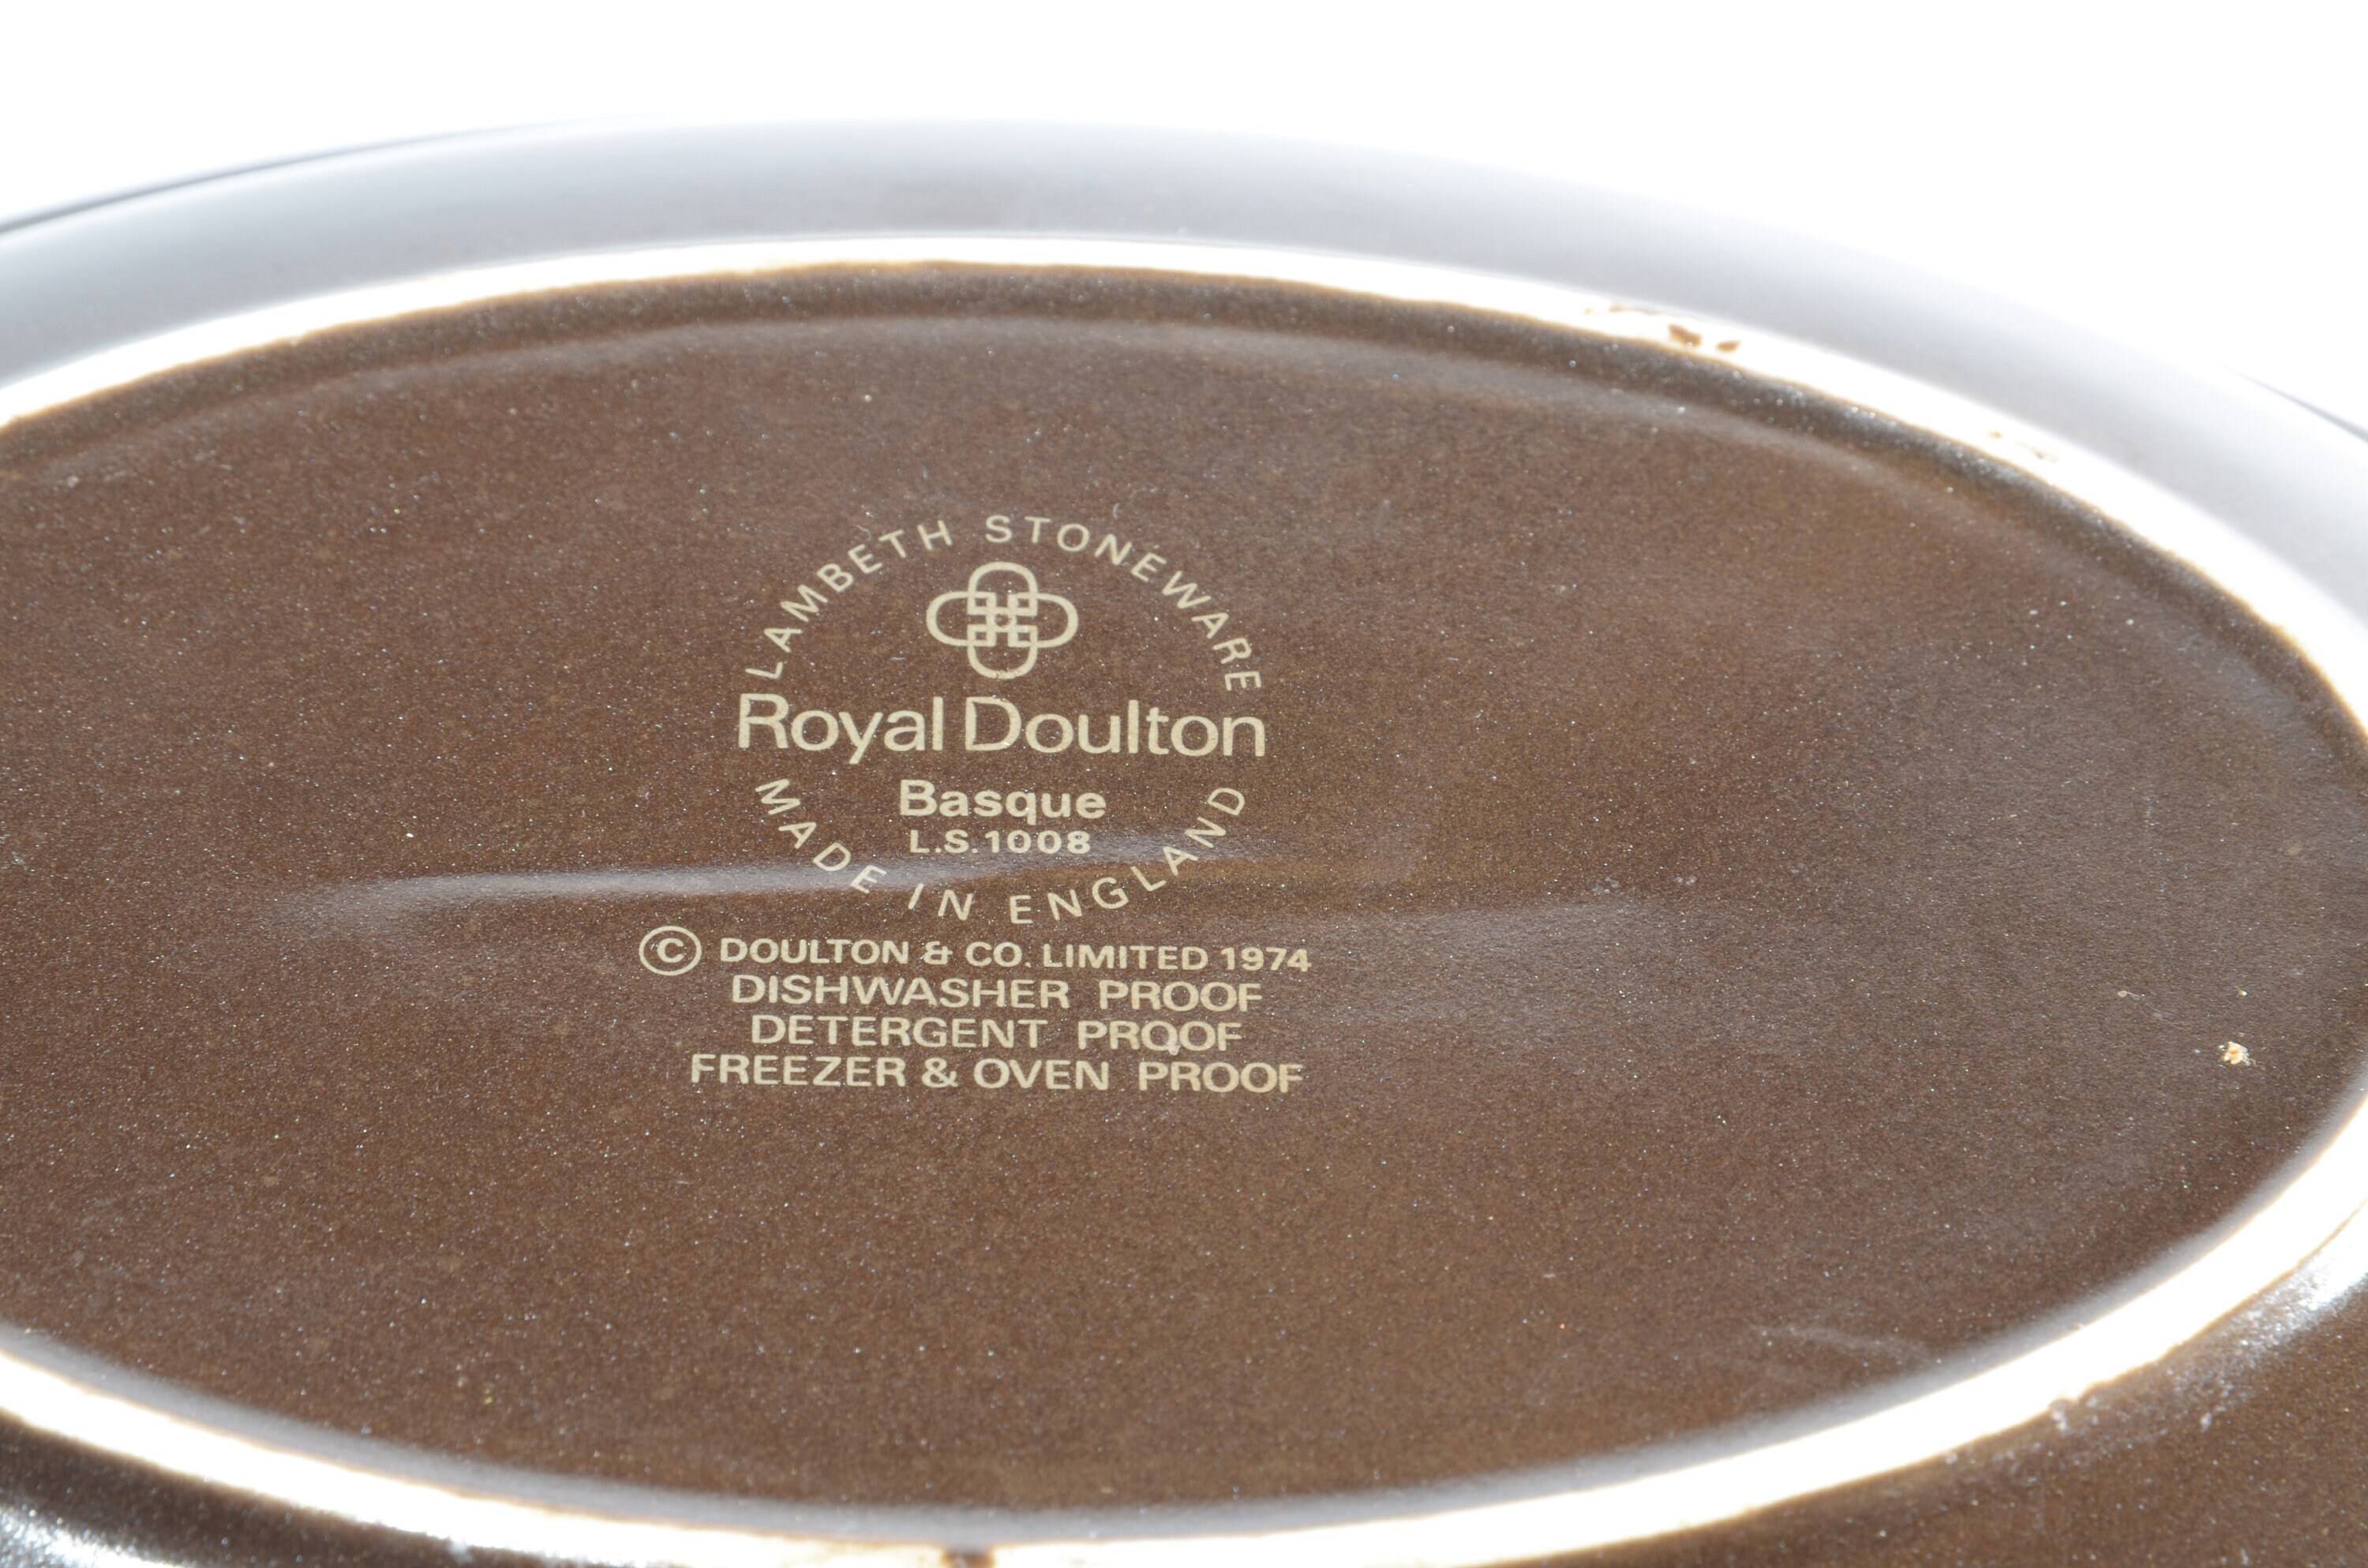 LAMBETH STONEWARE
Royal Doulton
Basque
L.S.1008
MADE IN ENGLAND
© DOULTON & CO. LIMITED 1974
DISHWASHER PROOF
DETERGENT PROOF
FREEZER & OVEN PROOF